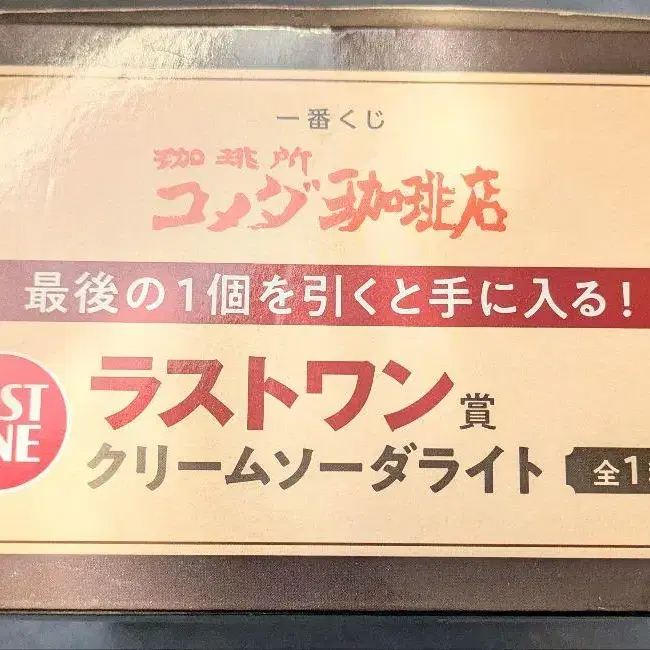 一番くじ
珈琲所
コメダ珈琲店
最後の1個を引くと手に入る!
ラストワン賞
クリームソーダライト
全1